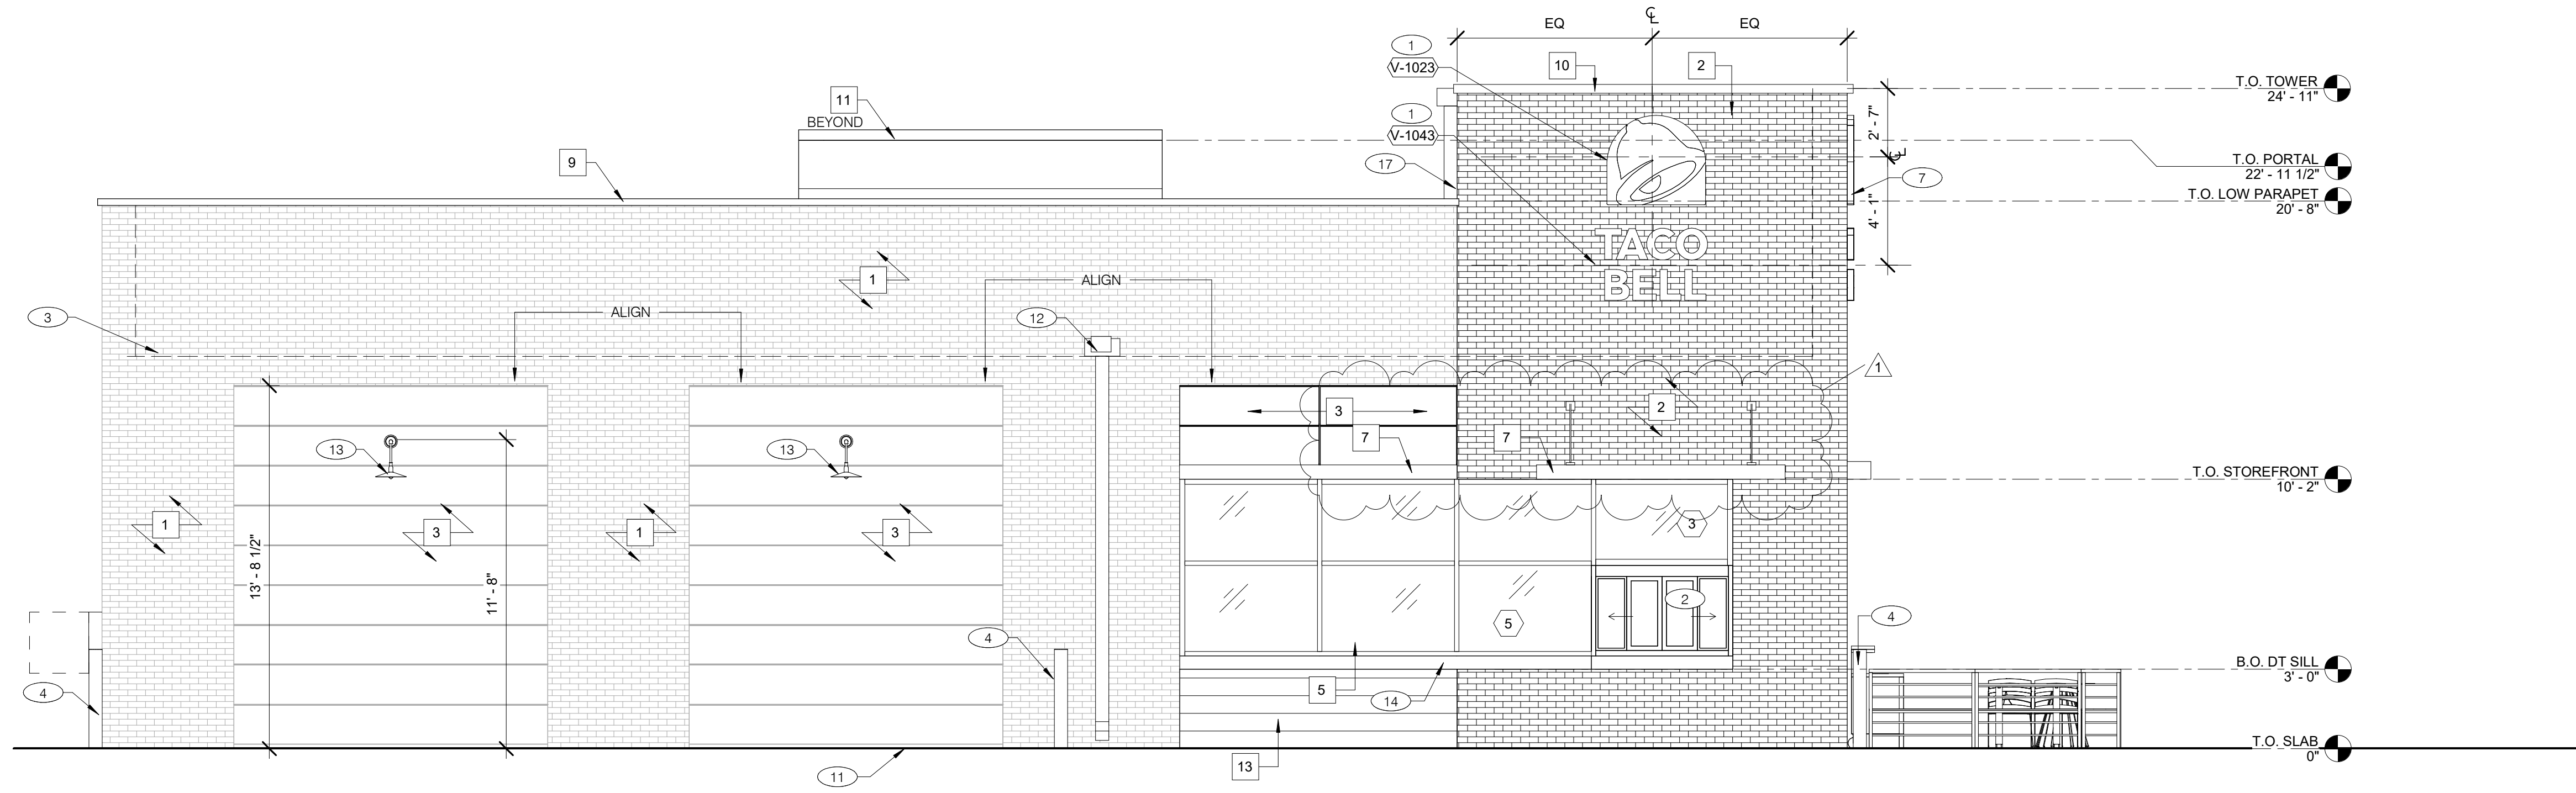 EQ
EQ
1
V-1023
10
2
T.O. TOWER
24' - 11"
11
BEYOND
1
V-1043
2' - 7"
9
17
T.O. PORTAL
22' - 11 1/2"
7
T.O. LOW PARAPET
20' - 8"
4' - 1"
TACO
BELL
1
ALIGN
ALIGN
3
12
1
3
2
7
7
13
13
T.O. STOREFRONT
10' - 2"
1
3
1
3
3
13' - 8 1/2"
11' - 8"
2
5
4
4
4
5
14
B.O. DT SILL
3' - 0"
T.O. SLAB
0"
13
11